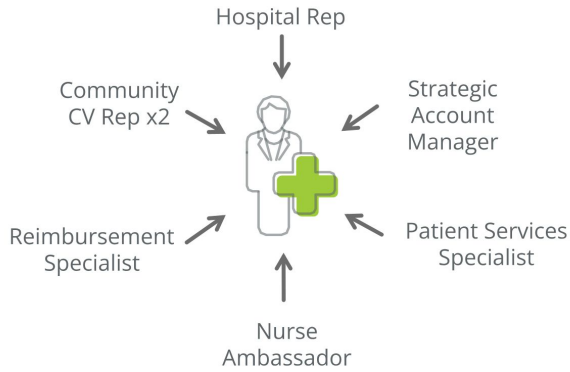 Hospital Rep
Community
CV Rep x2
Strategic
Account
Manager
Reimbursement
Specialist
Patient Services
Specialist
Nurse
Ambassador